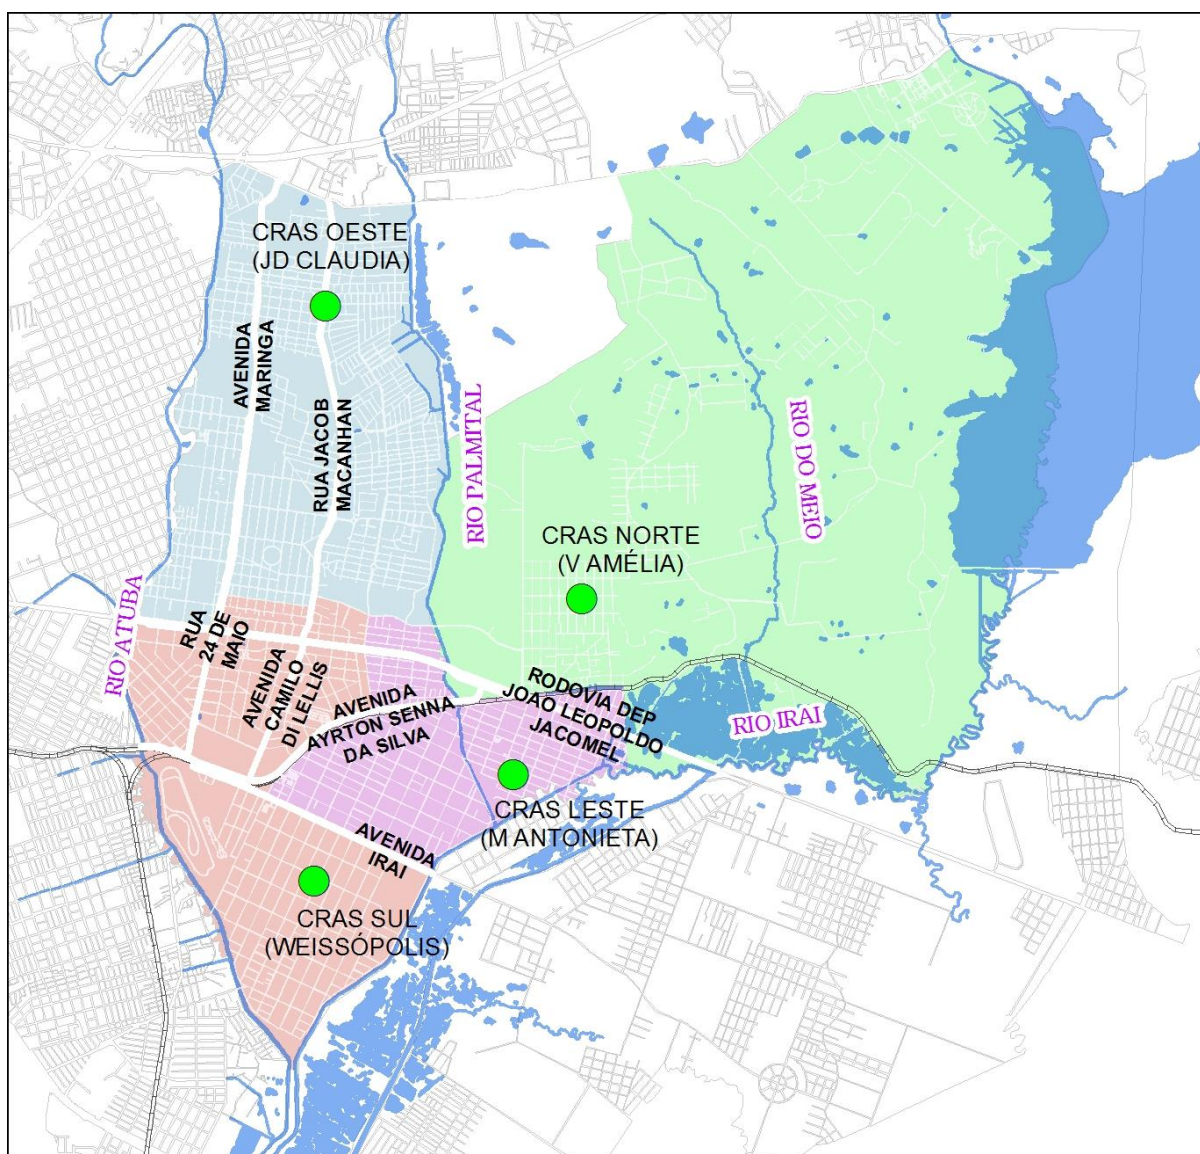 CRAS OESTE
(JD CLAUDIA)
AVENIDA
MARINGA
RUA JACOB
MACANHAN
RIO PALMITAL
RIO DO MEIO
CRAS NORTE
(V AMÉLIA)
RIO ATUBA
RUA
24 DE
MAIO
AVENIDA
CAMILO
DI LELLIS
AVENIDA
AYRTON SENNA
DA SILVA
RODOVIA DEP
JOAO LEOPOLDO
JACOMEL
RIO IRAI
CRAS LESTE
(M ANTONIETA)
AVENIDA
IRAI
CRAS SUL
(WEISSÓPOLIS)